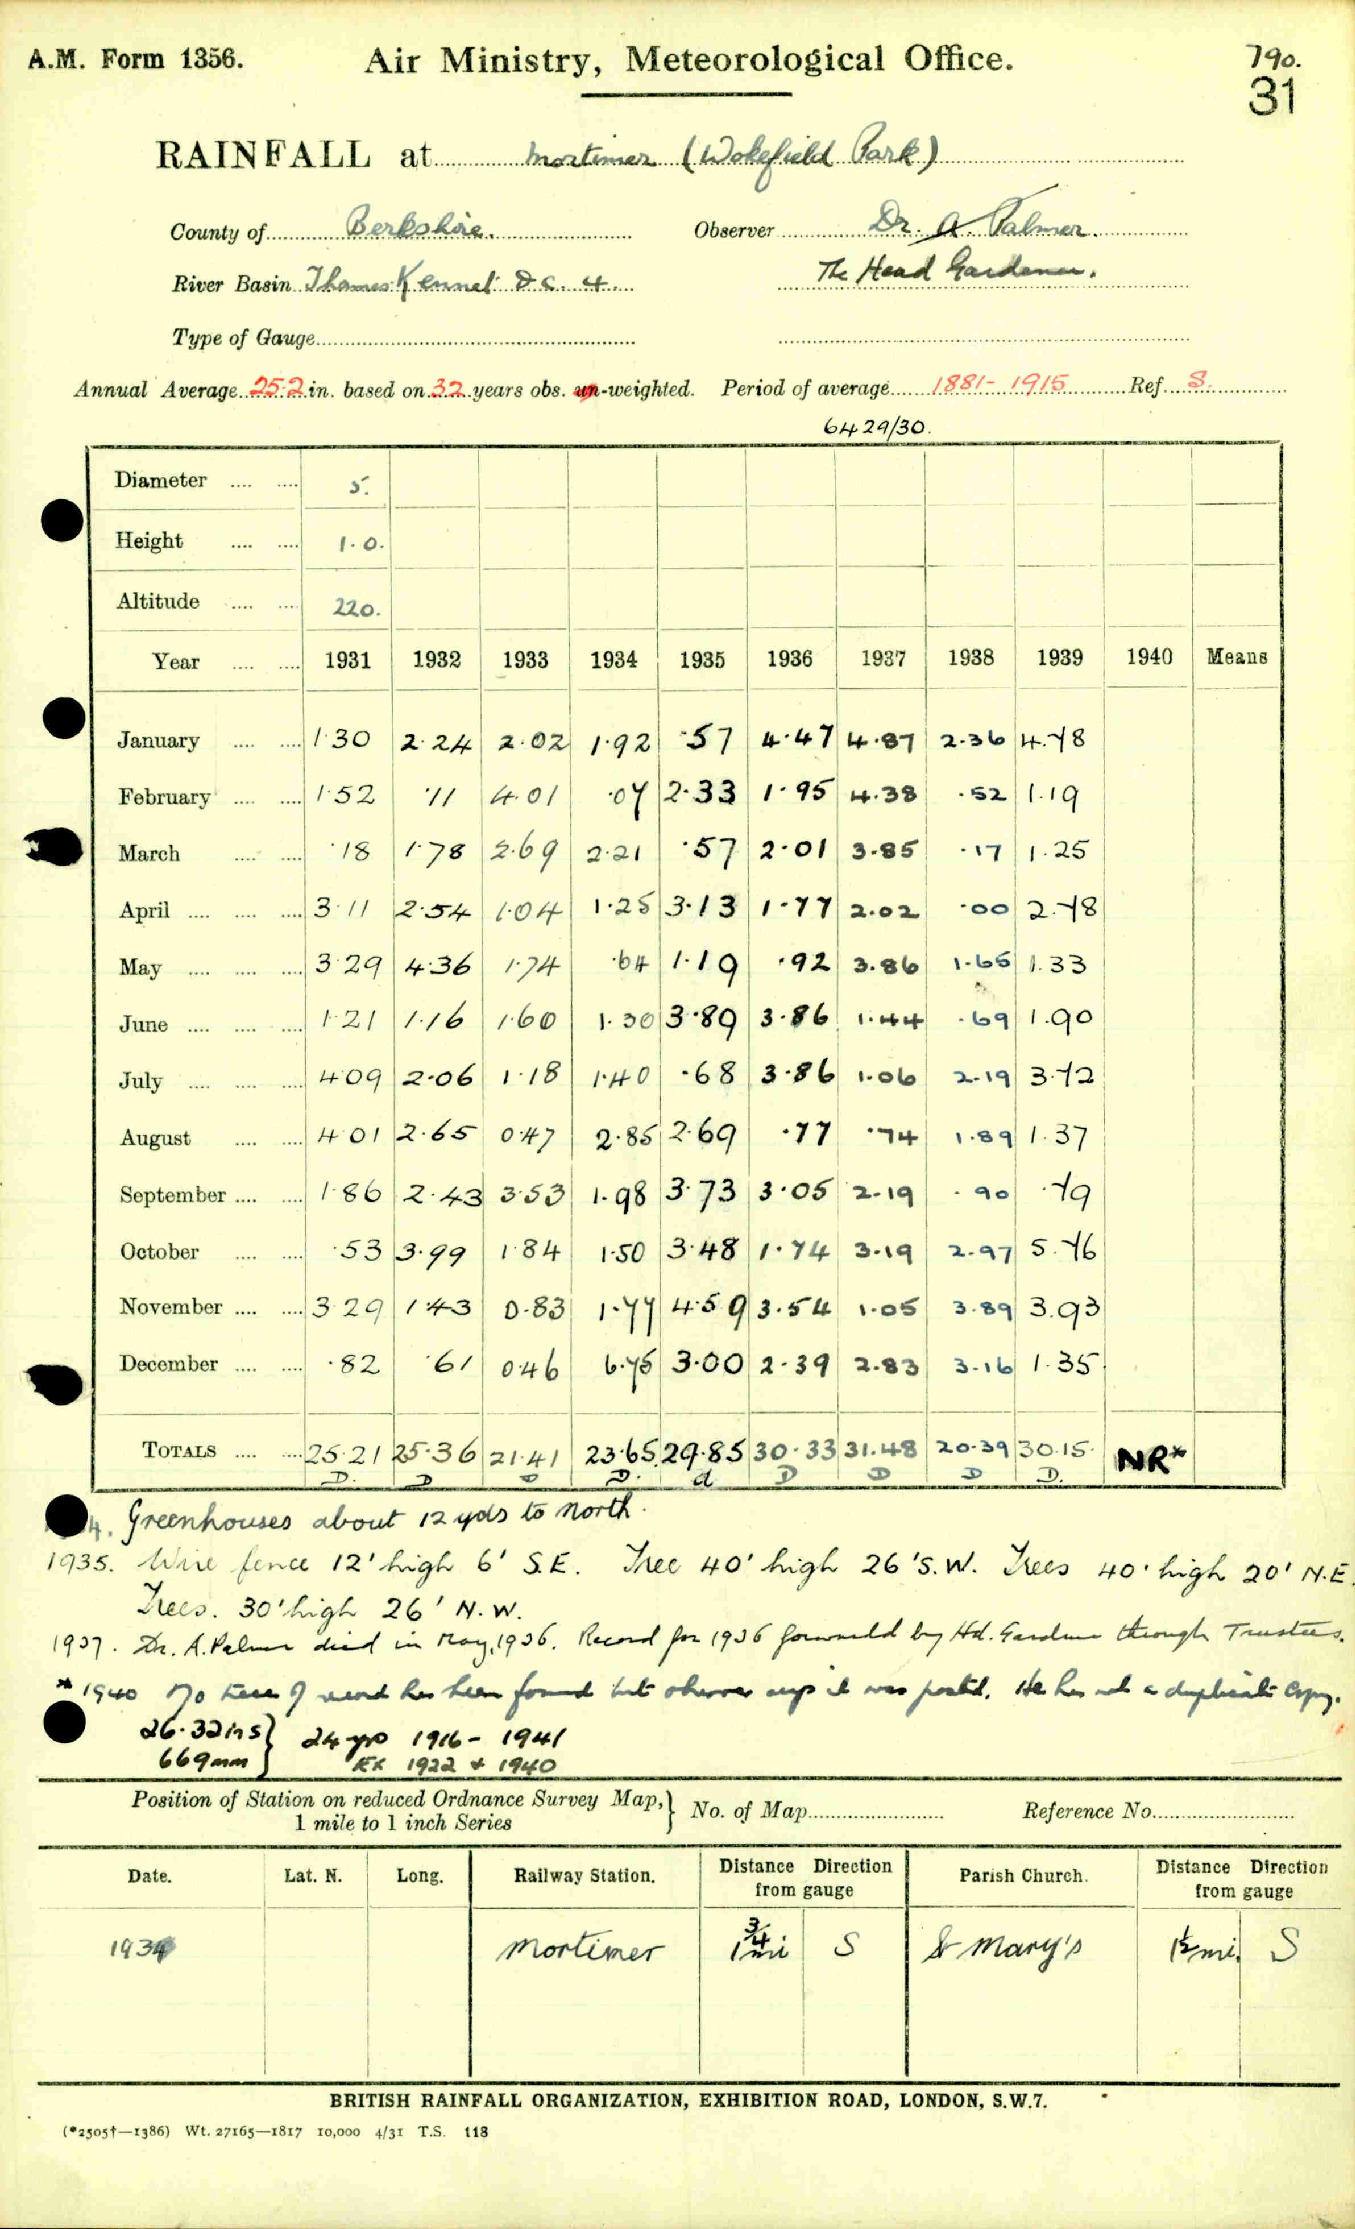 A.M. Form 1356. Air Ministry, Meteorological Office. 790.
31
RAINFALL at Mortimer (Wokefield Park)
County of Berkshire. Observer Dr. A. Palmer.
River Basin Thames Kennet D C. 4. The Head Gardener.
Type of Gauge
Annual Average 25.2 in. based on 32 years obs. un-weighted. Period of average 1881-1915 Ref. S.
6429/30.
Diameter 5.
Height 1.0.
Altitude 220.
Year 1931 1932 1933 1934 1935 1936 1937 1938 1939 1940 Means
January 1.30 2.24 2.02 1.92 .57 4.47 4.87 2.36 4.78
February 1.52 .11 4.01 .07 2.33 1.95 4.38 .52 1.19
March .18 1.78 2.69 2.21 .57 2.01 3.85 .17 1.25
April 3.11 2.54 1.04 1.25 3.13 1.77 2.02 .00 2.78
May 3.29 4.36 1.74 .64 1.19 .92 3.86 1.65 1.33
June 1.21 1.16 1.60 1.30 3.89 3.86 1.44 .69 1.90
July 4.09 2.06 1.18 1.40 .68 3.86 1.06 2.19 3.72
August 4.01 2.65 0.47 2.85 2.69 .77 .74 1.89 1.37
September 1.86 2.43 3.53 1.98 3.73 3.05 2.19 .90 .79
October .53 3.99 1.84 1.50 3.48 1.74 3.19 2.97 5.76
November 3.29 1.43 0.83 1.77 4.59 3.54 1.05 3.89 3.93
December .82 .61 0.46 6.75 3.00 2.39 2.83 3.16 1.35
TOTALS 25.21 25.36 21.41 23.65 29.85 30.33 31.48 20.39 30.15 NR*
D. D D D. d D D D D.
4. Greenhouses about 12 yds to north.
1935. Wire fence 12' high 6' S.E. Tree 40' high 26' S.W. Trees 40' high 20' N.E.
Trees. 30' high 26' N.W.
1937. Dr. A. Palmer died in May, 1936. Record for 1936 forwarded by Hd. Gardener through Trustees.
* 1940 No trace of record has been found but observer says it was posted. He has not a duplicate copy.
26.32 ins } 24 yrs 1916 - 1941
669mm } Ex 1922 & 1940
Position of Station on reduced Ordnance Survey Map, } No. of Map Reference No.
1 mile to 1 inch Series
Date. Lat. N. Long. Railway Station. Distance Direction from gauge Parish Church. Distance Direction from gauge
1934 Mortimer 1¾ mi S St Mary's 1½ mi. S
BRITISH RAINFALL ORGANIZATION, EXHIBITION ROAD, LONDON, S.W.7.
(*2505†—1386) Wt. 27165—1817 10,000 4/31 T.S. 118